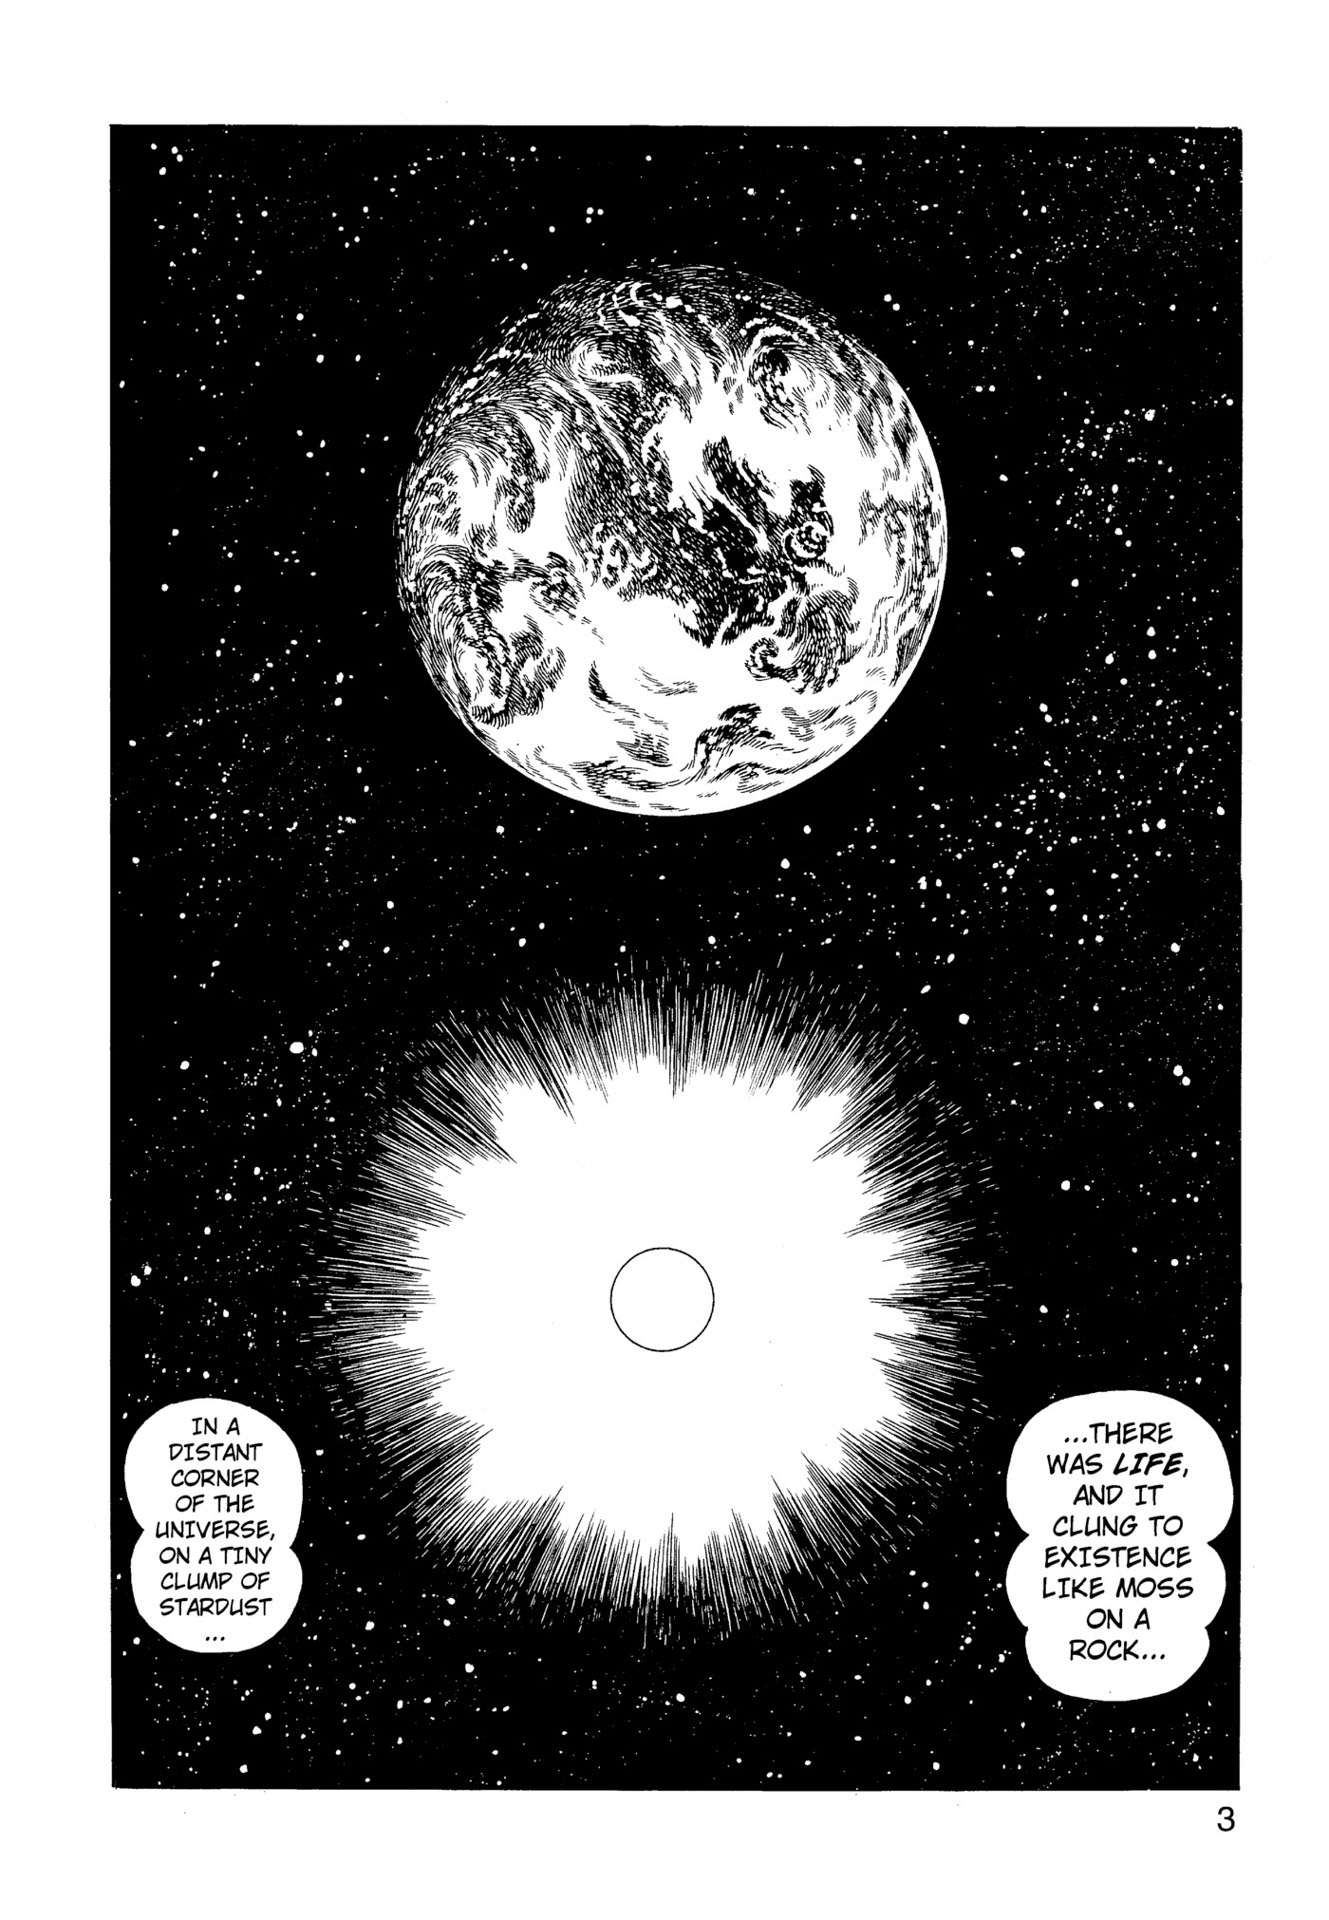 IN A
DISTANT
CORNER
OF THE
UNIVERSE,
ON A TINY
CLUMP OF
STARDUST
...
...THERE
WAS LIFE,
AND IT
CLUNG TO
EXISTENCE
LIKE MOSS
ON A
ROCK...
3